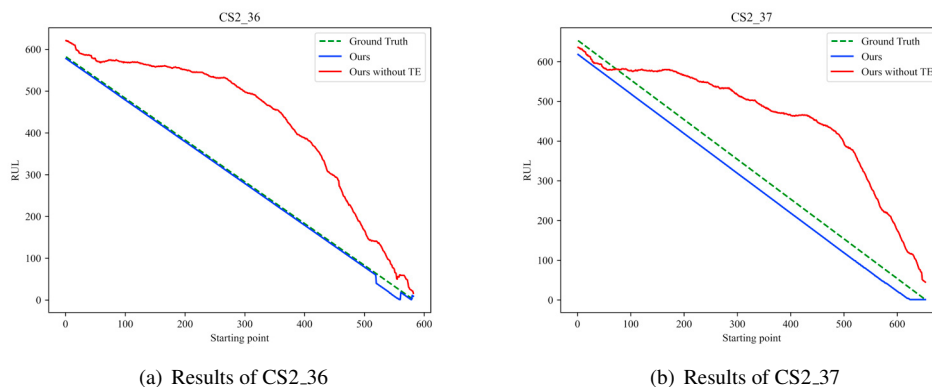 CS2_36
Ground Truth
Ours
Ours without TE
600
500
400
300
200
100
0
RUL
0 100 200 300 400 500 600
Starting point
(a) Results of CS2_36
CS2_37
Ground Truth
Ours
Ours without TE
600
500
400
300
200
100
0
RUL
0 100 200 300 400 500 600
Starting point
(b) Results of CS2_37